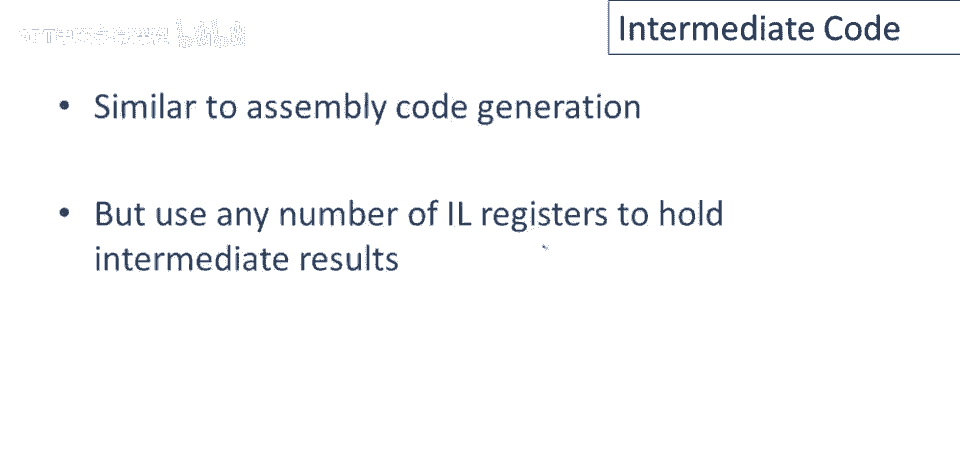 Intermediate Code
• Similar to assembly code generation
• But use any number of IL registers to hold
intermediate results